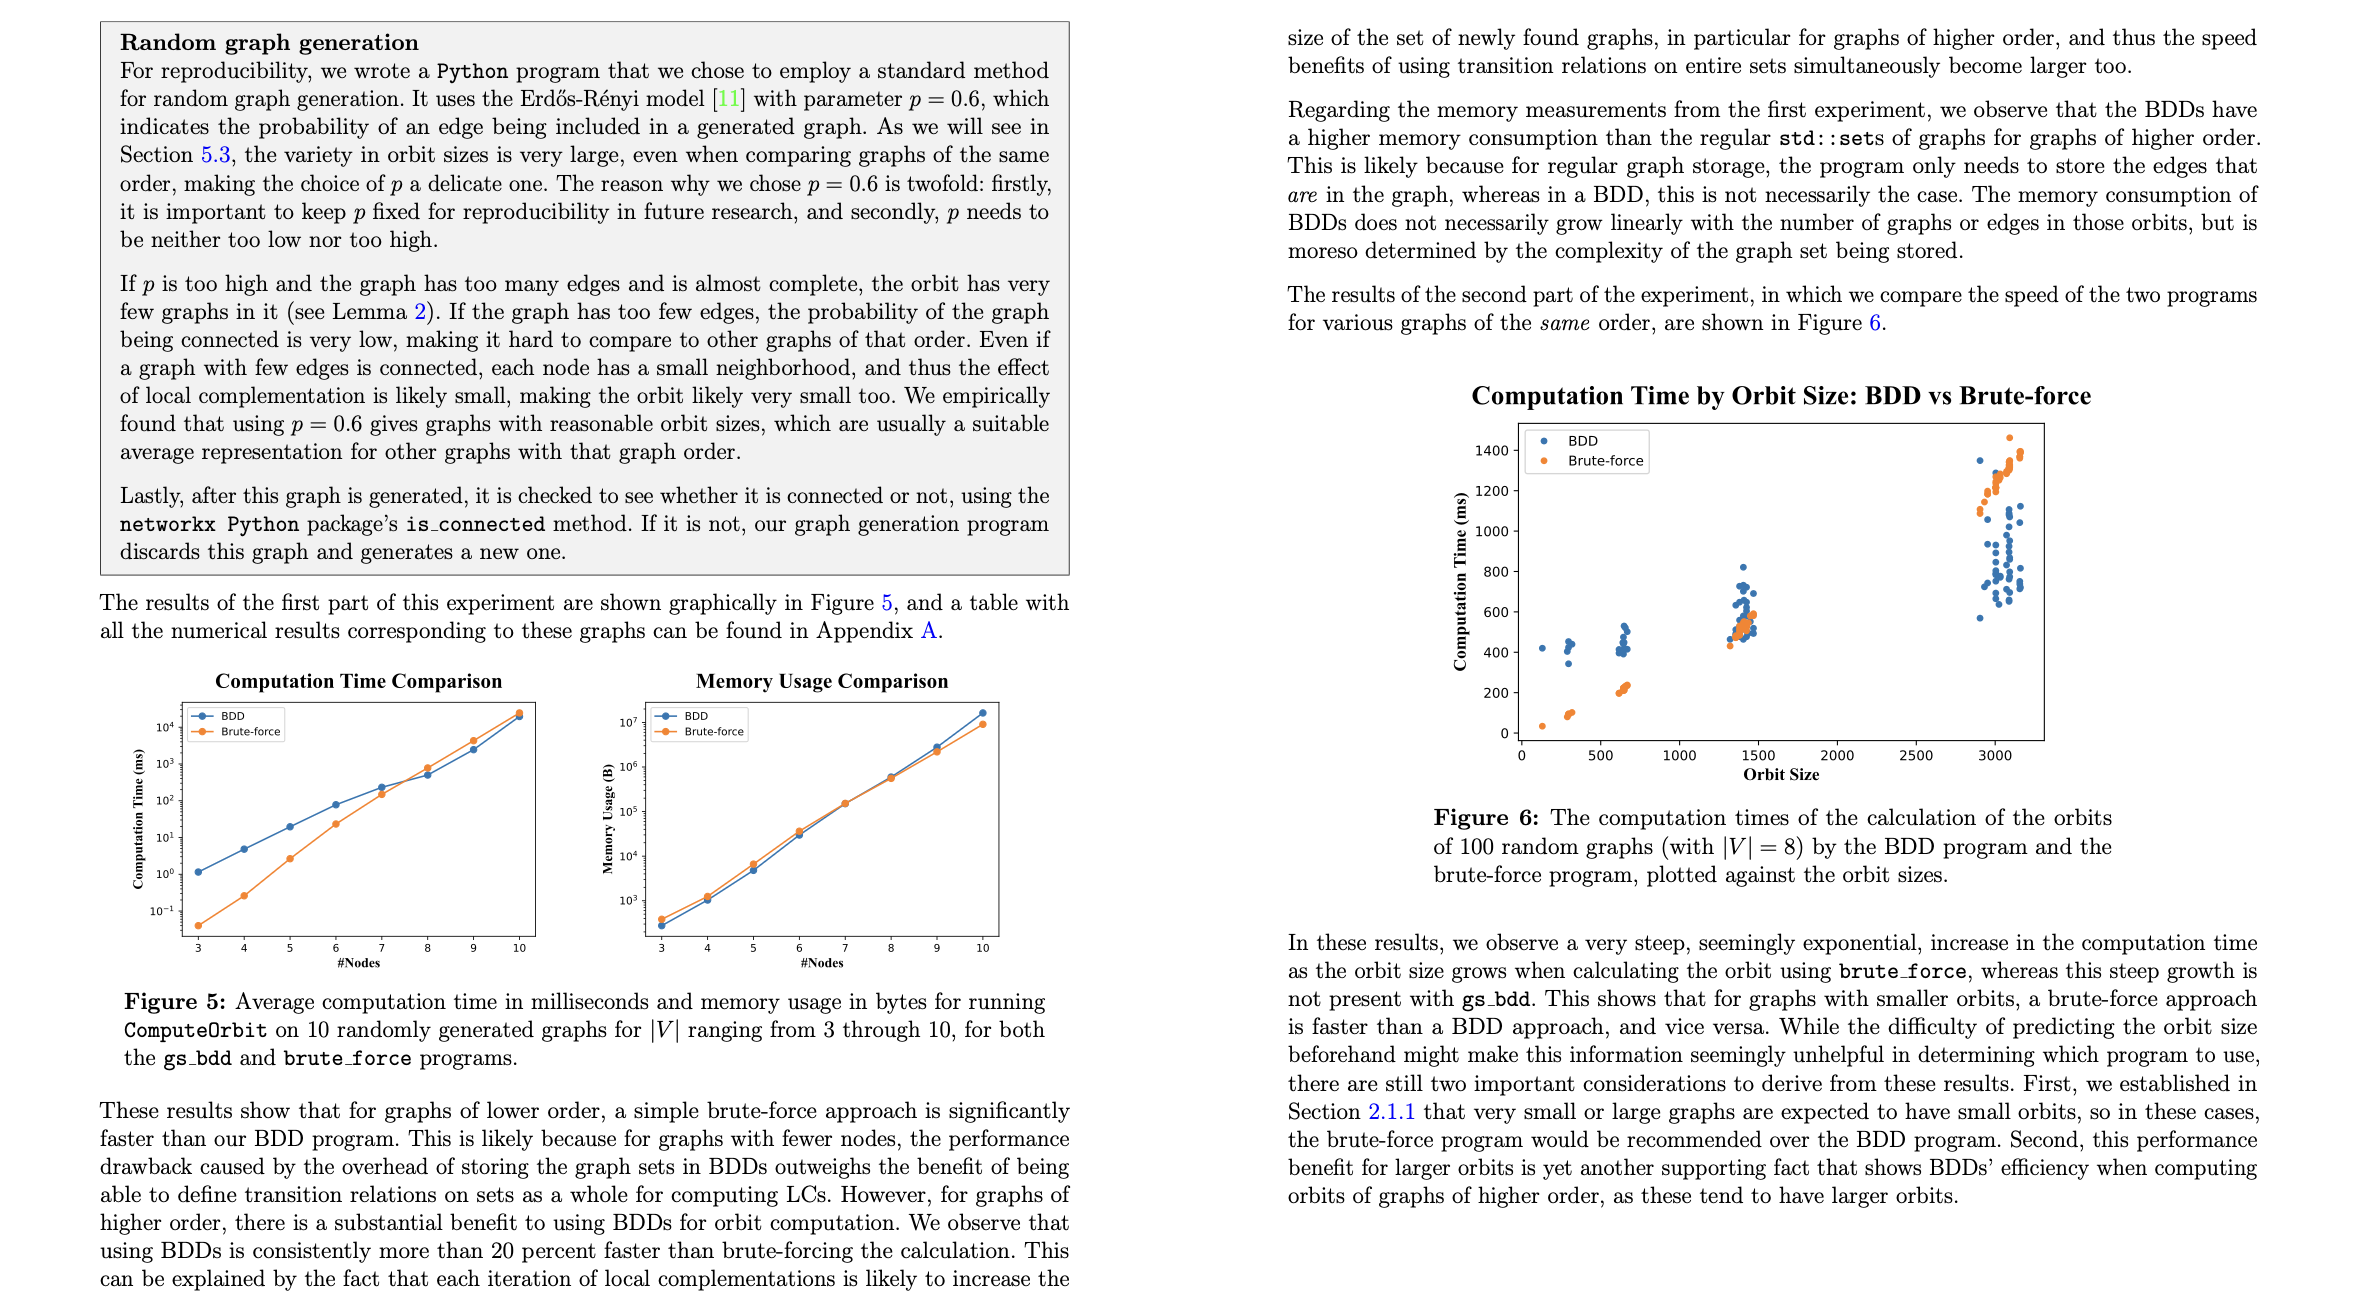 Random graph generation
For reproducibility, we wrote a Python program that we chose to employ a standard method
for random graph generation. It uses the Erdős-Rényi model [11] with parameter p = 0.6, which
indicates the probability of an edge being included in a generated graph. As we will see in
Section 5.3, the variety in orbit sizes is very large, even when comparing graphs of the same
order, making the choice of p a delicate one. The reason why we chose p = 0.6 is twofold: firstly,
it is important to keep p fixed for reproducibility in future research, and secondly, p needs to
be neither too low nor too high.
If p is too high and the graph has too many edges and is almost complete, the orbit has very
few graphs in it (see Lemma 2). If the graph has too few edges, the probability of the graph
being connected is very low, making it hard to compare to other graphs of that order. Even if
a graph with few edges is connected, each node has a small neighborhood, and thus the effect
of local complementation is likely small, making the orbit likely very small too. We empirically
found that using p = 0.6 gives graphs with reasonable orbit sizes, which are usually a suitable
average representation for other graphs with that graph order.
Lastly, after this graph is generated, it is checked to see whether it is connected or not, using the
networkx Python package's is_connected method. If it is not, our graph generation program
discards this graph and generates a new one.
The results of the first part of this experiment are shown graphically in Figure 5, and a table with
all the numerical results corresponding to these graphs can be found in Appendix A.
Computation Time Comparison
BDD
Brute-force
Computation Time (ms)
10⁴
10³
10²
10¹
10⁰
10⁻¹
3 4 5 6 7 8 9 10
#Nodes
Memory Usage Comparison
BDD
Brute-force
Memory Usage (B)
10⁷
10⁶
10⁵
10⁴
10³
3 4 5 6 7 8 9 10
#Nodes
Figure 5: Average computation time in milliseconds and memory usage in bytes for running
ComputeOrbit on 10 randomly generated graphs for |V| ranging from 3 through 10, for both
the gs_bdd and brute_force programs.
These results show that for graphs of lower order, a simple brute-force approach is significantly
faster than our BDD program. This is likely because for graphs with fewer nodes, the performance
drawback caused by the overhead of storing the graph sets in BDDs outweighs the benefit of being
able to define transition relations on sets as a whole for computing LCs. However, for graphs of
higher order, there is a substantial benefit to using BDDs for orbit computation. We observe that
using BDDs is consistently more than 20 percent faster than brute-forcing the calculation. This
can be explained by the fact that each iteration of local complementations is likely to increase the
size of the set of newly found graphs, in particular for graphs of higher order, and thus the speed
benefits of using transition relations on entire sets simultaneously become larger too.
Regarding the memory measurements from the first experiment, we observe that the BDDs have
a higher memory consumption than the regular std::sets of graphs for graphs of higher order.
This is likely because for regular graph storage, the program only needs to store the edges that
are in the graph, whereas in a BDD, this is not necessarily the case. The memory consumption of
BDDs does not necessarily grow linearly with the number of graphs or edges in those orbits, but is
moreso determined by the complexity of the graph set being stored.
The results of the second part of the experiment, in which we compare the speed of the two programs
for various graphs of the same order, are shown in Figure 6.
Computation Time by Orbit Size: BDD vs Brute-force
BDD
Brute-force
Computation Time (ms)
1400
1200
1000
800
600
400
200
0
0 500 1000 1500 2000 2500 3000
Orbit Size
Figure 6: The computation times of the calculation of the orbits
of 100 random graphs (with |V| = 8) by the BDD program and the
brute-force program, plotted against the orbit sizes.
In these results, we observe a very steep, seemingly exponential, increase in the computation time
as the orbit size grows when calculating the orbit using brute_force, whereas this steep growth is
not present with gs_bdd. This shows that for graphs with smaller orbits, a brute-force approach
is faster than a BDD approach, and vice versa. While the difficulty of predicting the orbit size
beforehand might make this information seemingly unhelpful in determining which program to use,
there are still two important considerations to derive from these results. First, we established in
Section 2.1.1 that very small or large graphs are expected to have small orbits, so in these cases,
the brute-force program would be recommended over the BDD program. Second, this performance
benefit for larger orbits is yet another supporting fact that shows BDDs' efficiency when computing
orbits of graphs of higher order, as these tend to have larger orbits.